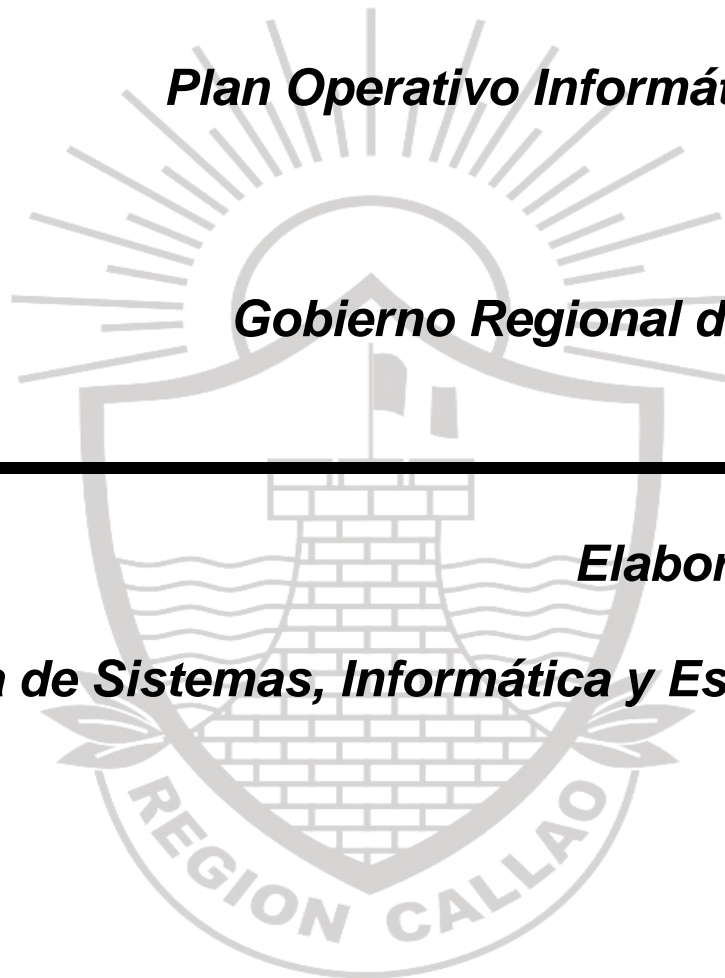 Plan Operativo Informát
Gobierno Regional d
Elabor
a de Sistemas, Informática y Es
REGION CALLAO